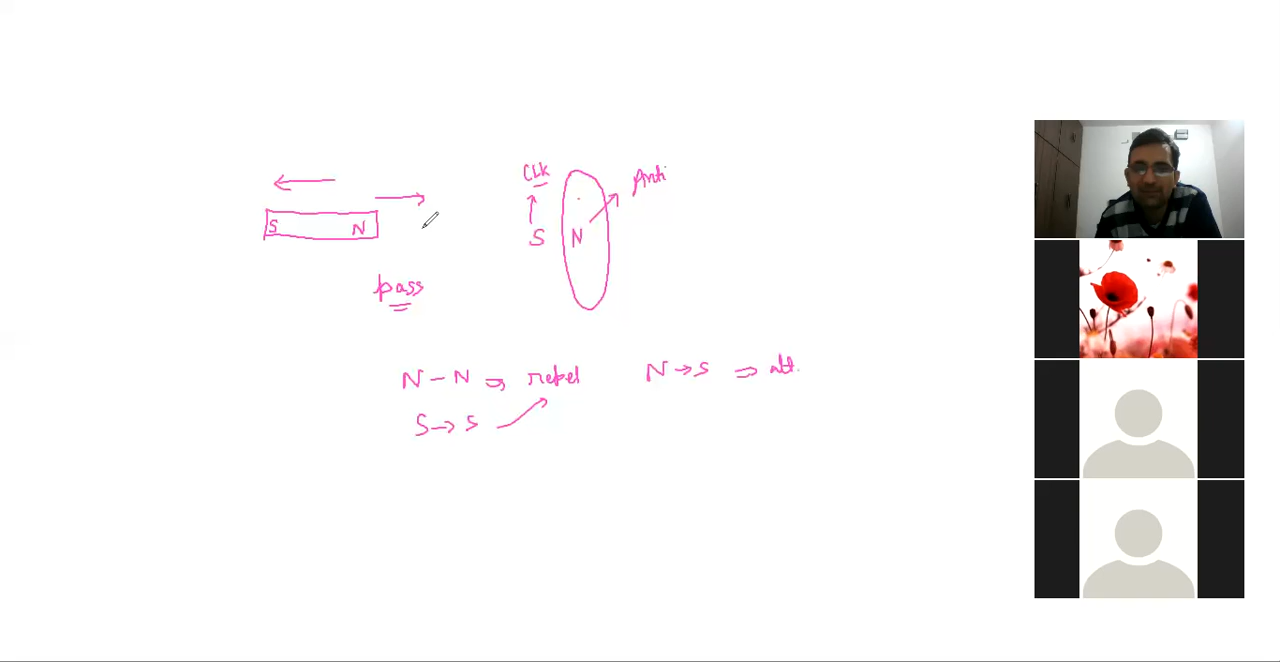 CLK
Anti
S N
S N
pass
N - N ⇒ repel
N → S ⇒ att.
S → S